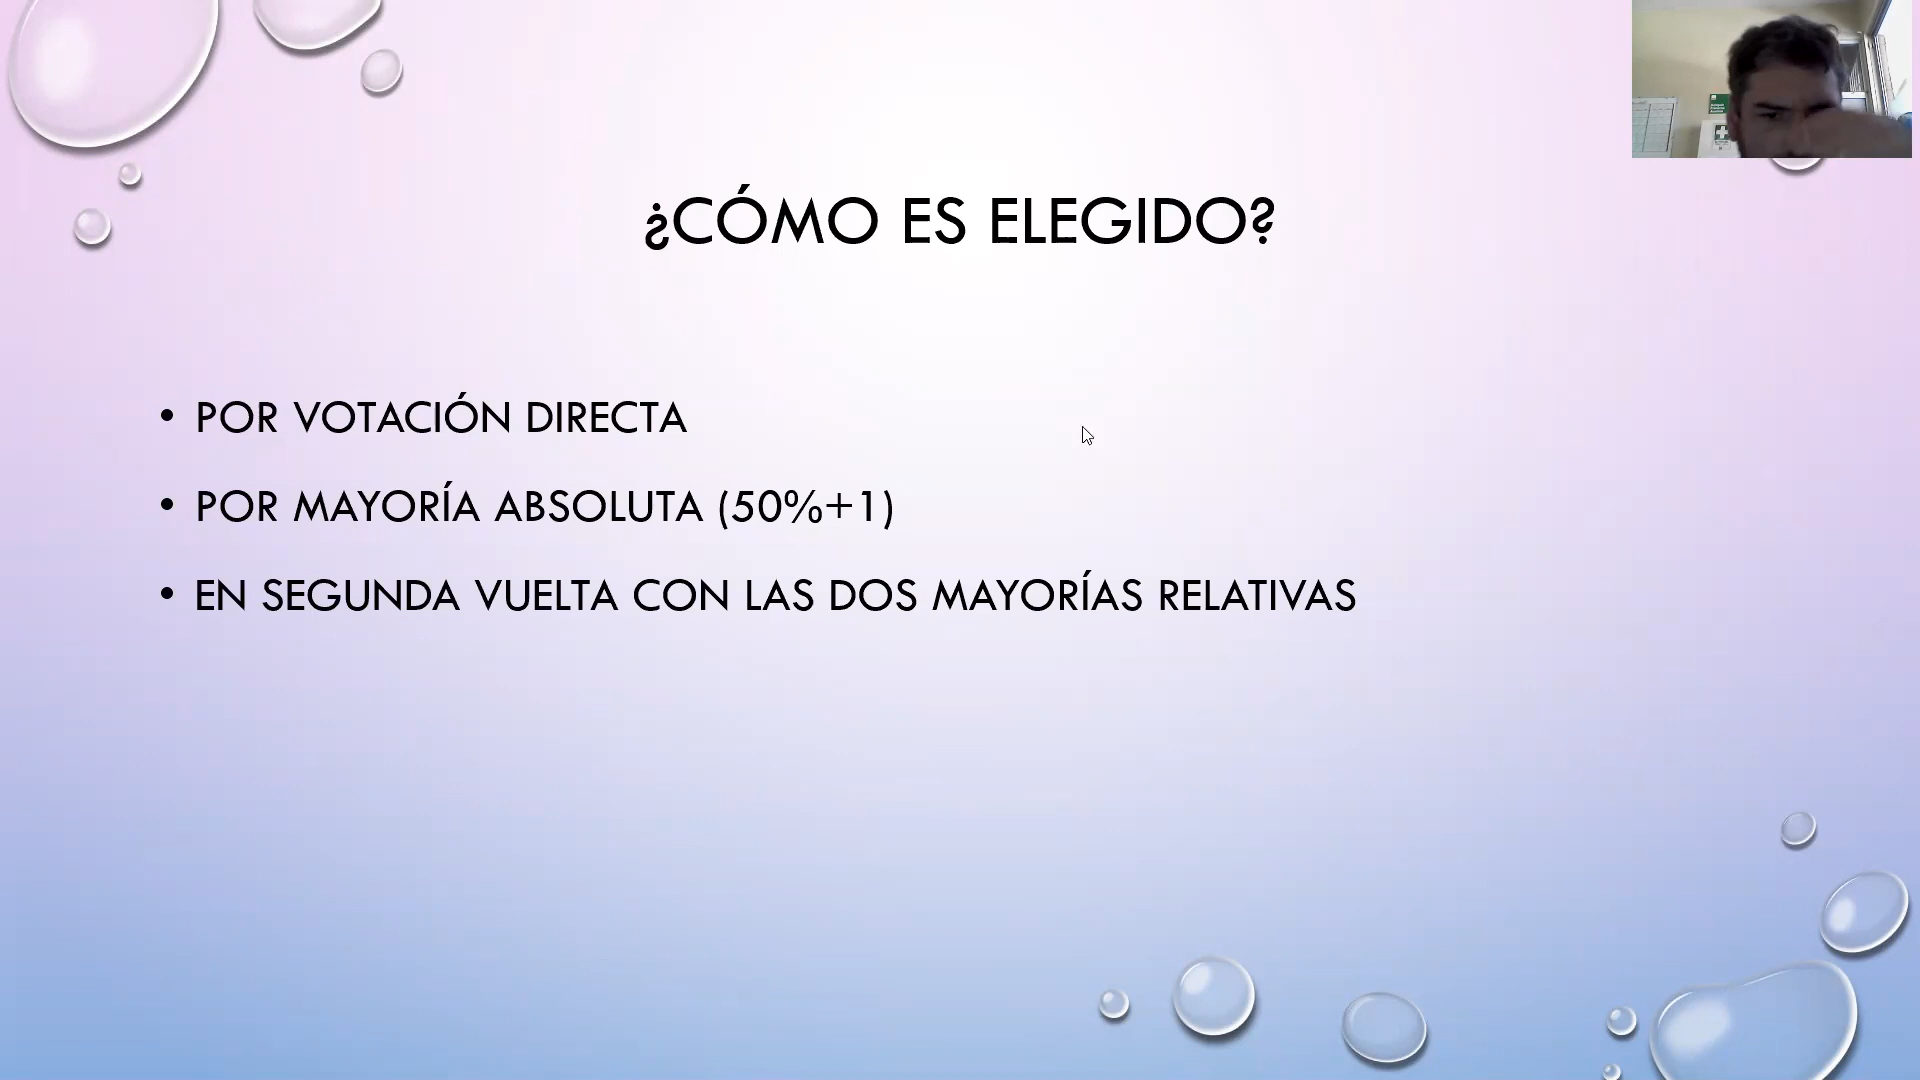 ¿CÓMO ES ELEGIDO?
• POR VOTACIÓN DIRECTA
• POR MAYORÍA ABSOLUTA (50%+1)
• EN SEGUNDA VUELTA CON LAS DOS MAYORÍAS RELATIVAS